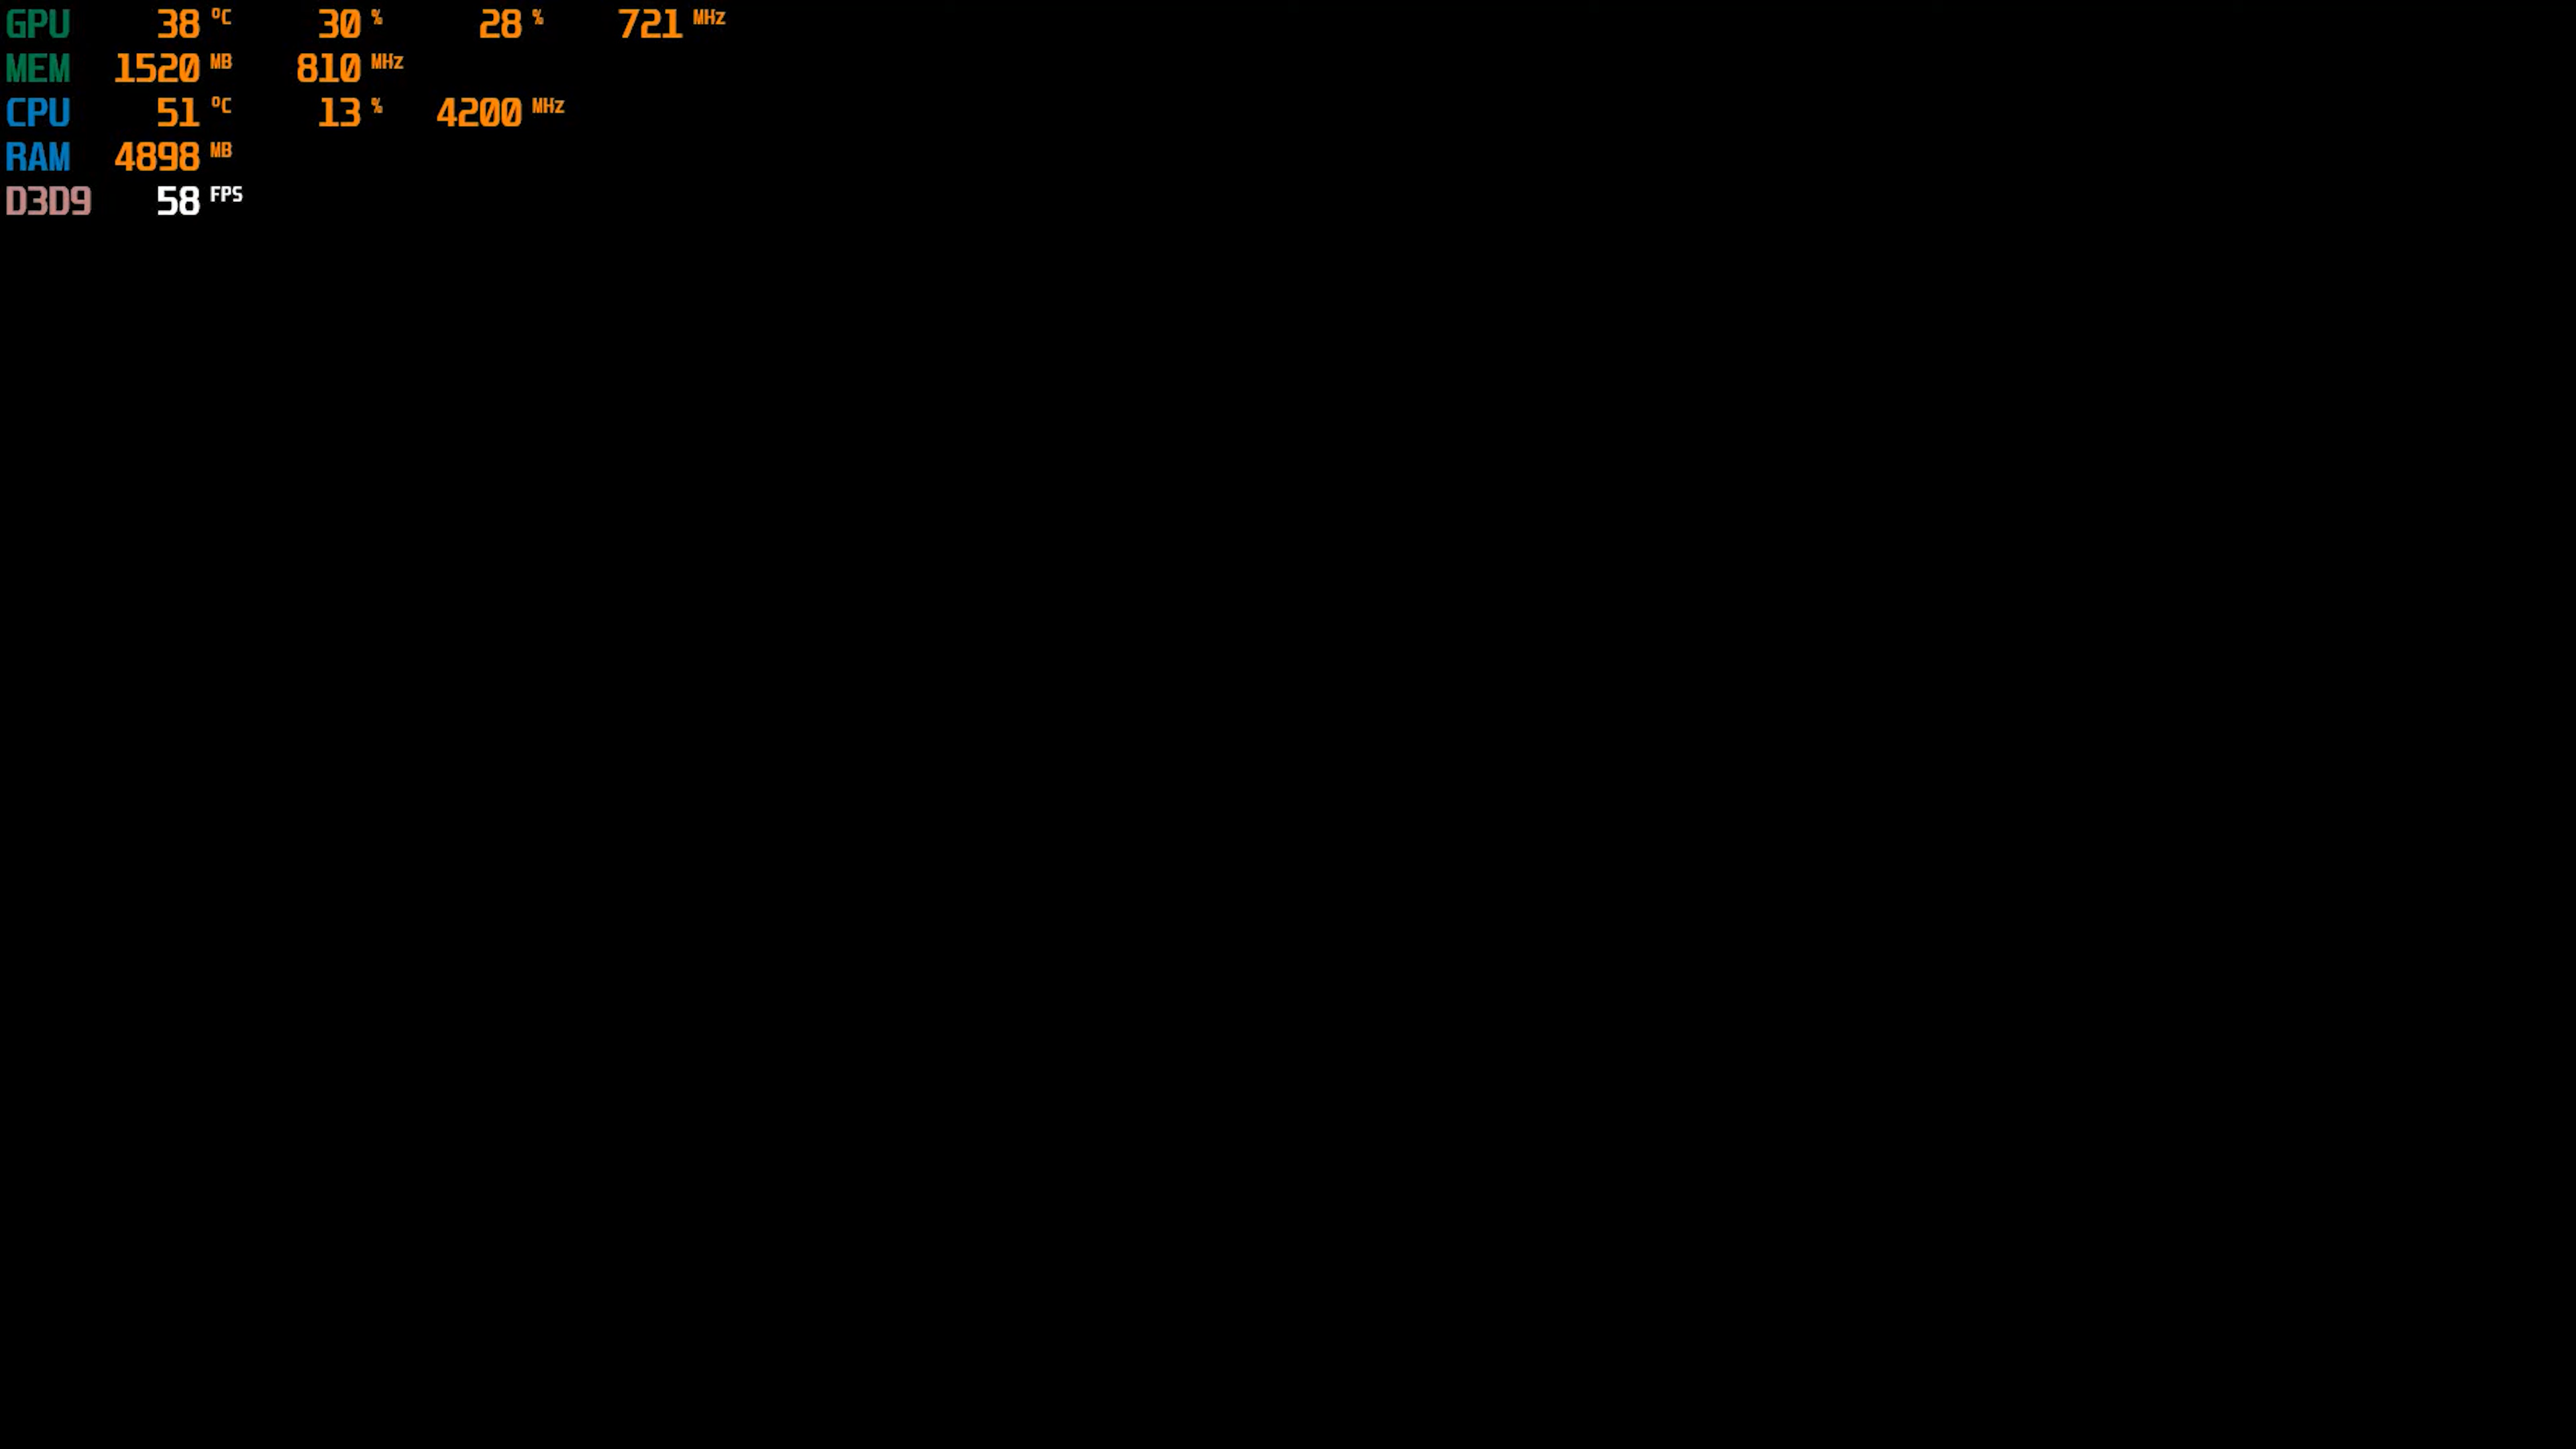 GPU 38 °C 30 % 28 % 721 MHz
MEM 1520 MB 810 MHz
CPU 51 °C 13 % 4200 MHz
RAM 4898 MB
D3D9 58 FPS